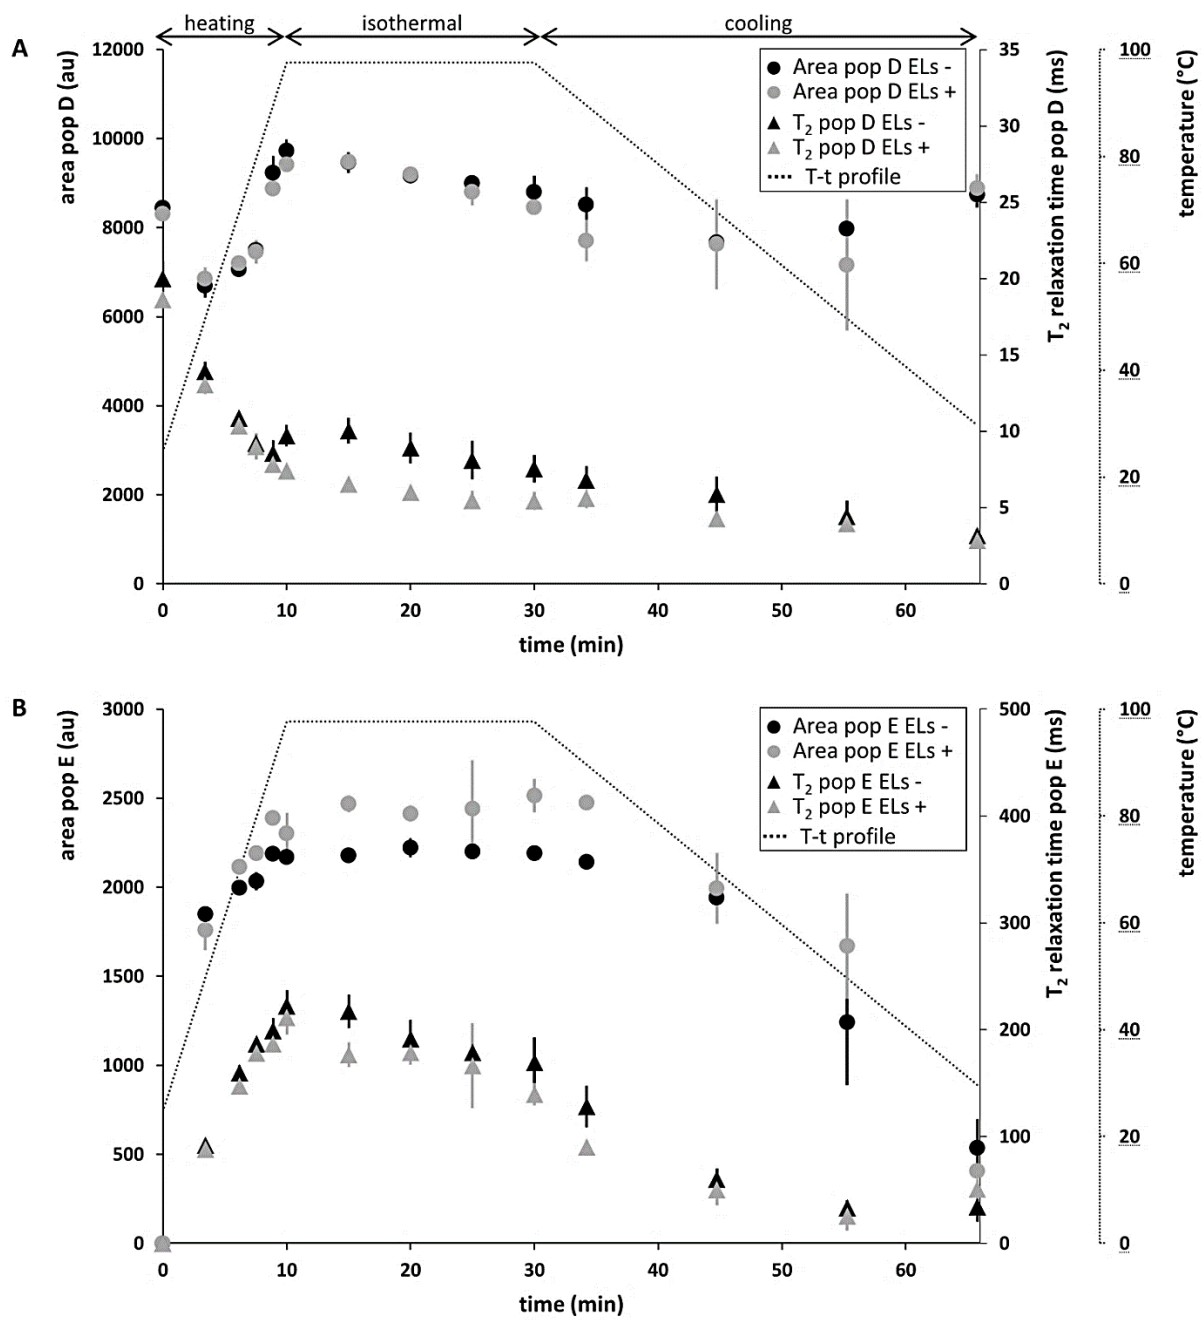 heating isothermal cooling
A
area pop D (au)
12000
10000
8000
6000
4000
2000
0
Area pop D ELs -
Area pop D ELs +
T₂ pop D ELs -
T₂ pop D ELs +
T-t profile
35
30
25
20
15
10
5
0
T₂ relaxation time pop D (ms)
100
80
60
40
20
0
temperature (°C)
0 10 20 30 40 50 60
time (min)
B
area pop E (au)
3000
2500
2000
1500
1000
500
0
Area pop E ELs -
Area pop E ELs +
T₂ pop E ELs -
T₂ pop E ELs +
T-t profile
500
400
300
200
100
0
T₂ relaxation time pop E (ms)
100
80
60
40
20
0
temperature (°C)
0 10 20 30 40 50 60
time (min)